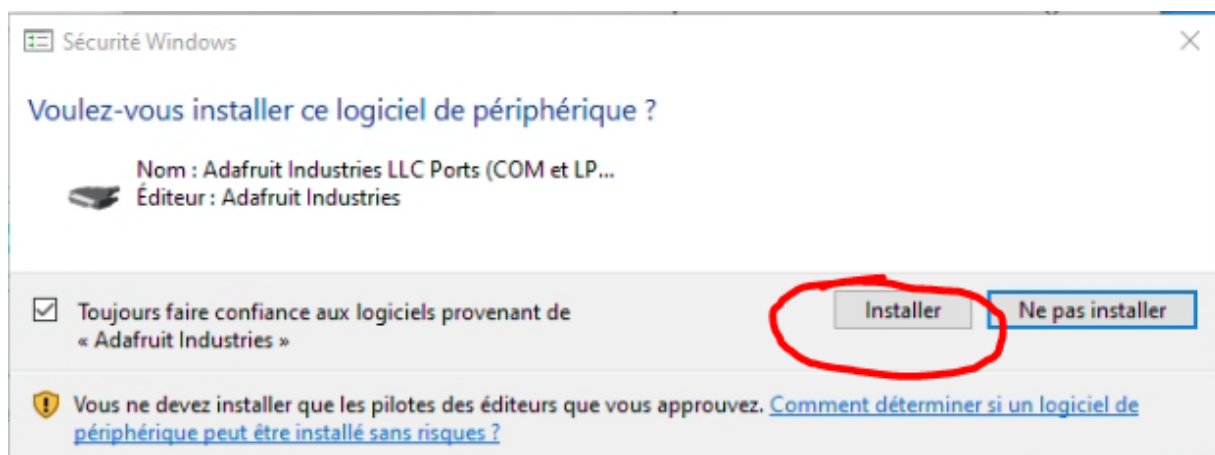 Sécurité Windows
Voulez-vous installer ce logiciel de périphérique ?
Nom : Adafruit Industries LLC Ports (COM et LP...
Éditeur : Adafruit Industries
Toujours faire confiance aux logiciels provenant de
« Adafruit Industries »
Installer
Ne pas installer
Vous ne devez installer que les pilotes des éditeurs que vous approuvez. Comment déterminer si un logiciel de
périphérique peut être installé sans risques ?